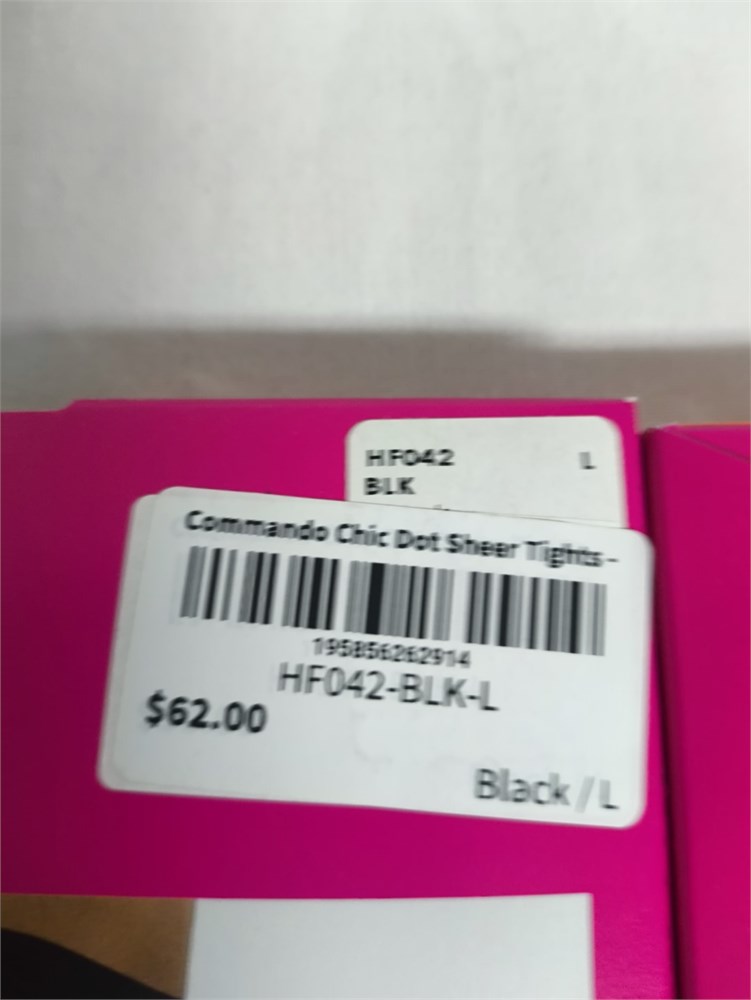 HF042 L
BLK
Commando Chic Dot Sheer Tights -
195856262914
HF042-BLK-L
$62.00
Black / L